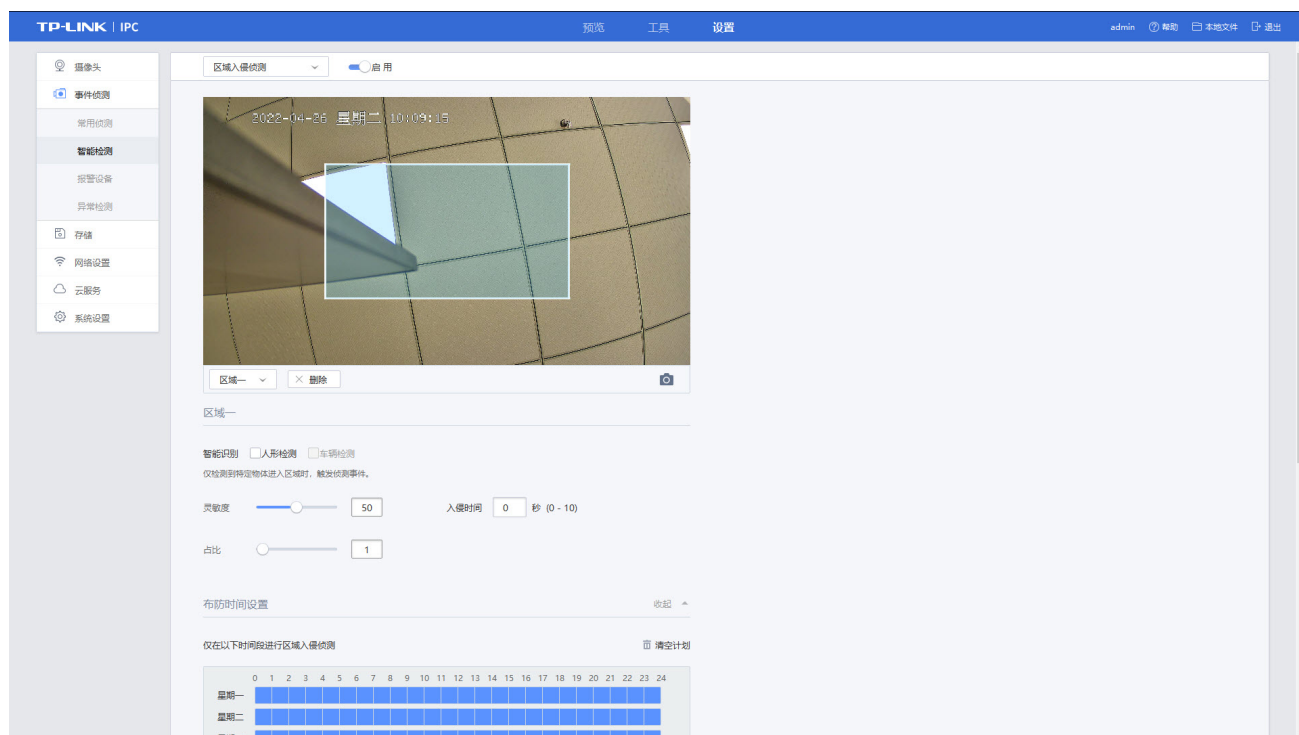 TP-LINK | IPC
预览 工具 设置
admin 帮助 本地文件 退出
摄像头
事件侦测
常用侦测
智能检测
报警设备
异常检测
存储
网络设置
云服务
系统设置
区域入侵侦测 启用
2022-04-26 星期二 10:09:15
区域一 删除
区域一
智能识别 人形检测 车辆检测
仅检测到特定物体进入区域时，触发侦测事件。
灵敏度 50 入侵时间 0 秒 (0 - 10)
占比 1
布防时间设置 收起
仅在以下时间段进行区域入侵侦测 清空计划
0 1 2 3 4 5 6 7 8 9 10 11 12 13 14 15 16 17 18 19 20 21 22 23 24
星期一
星期二